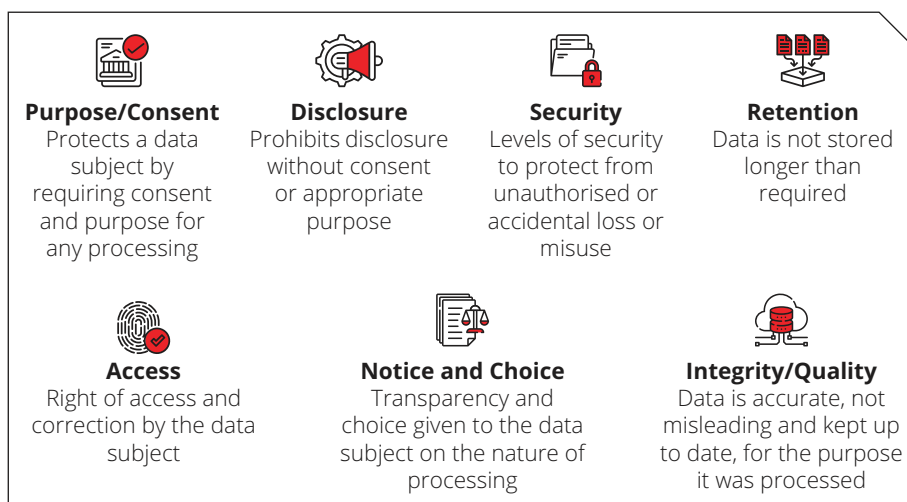 Purpose/Consent
Protects a data
subject by
requiring consent
and purpose for
any processing
Disclosure
Prohibits disclosure
without consent
or appropriate
purpose
Security
Levels of security
to protect from
unauthorised or
accidental loss or
misuse
Retention
Data is not stored
longer than
required
Access
Right of access and
correction by the data
subject
Notice and Choice
Transparency and
choice given to the data
subject on the nature of
processing
Integrity/Quality
Data is accurate, not
misleading and kept up
to date, for the purpose
it was processed